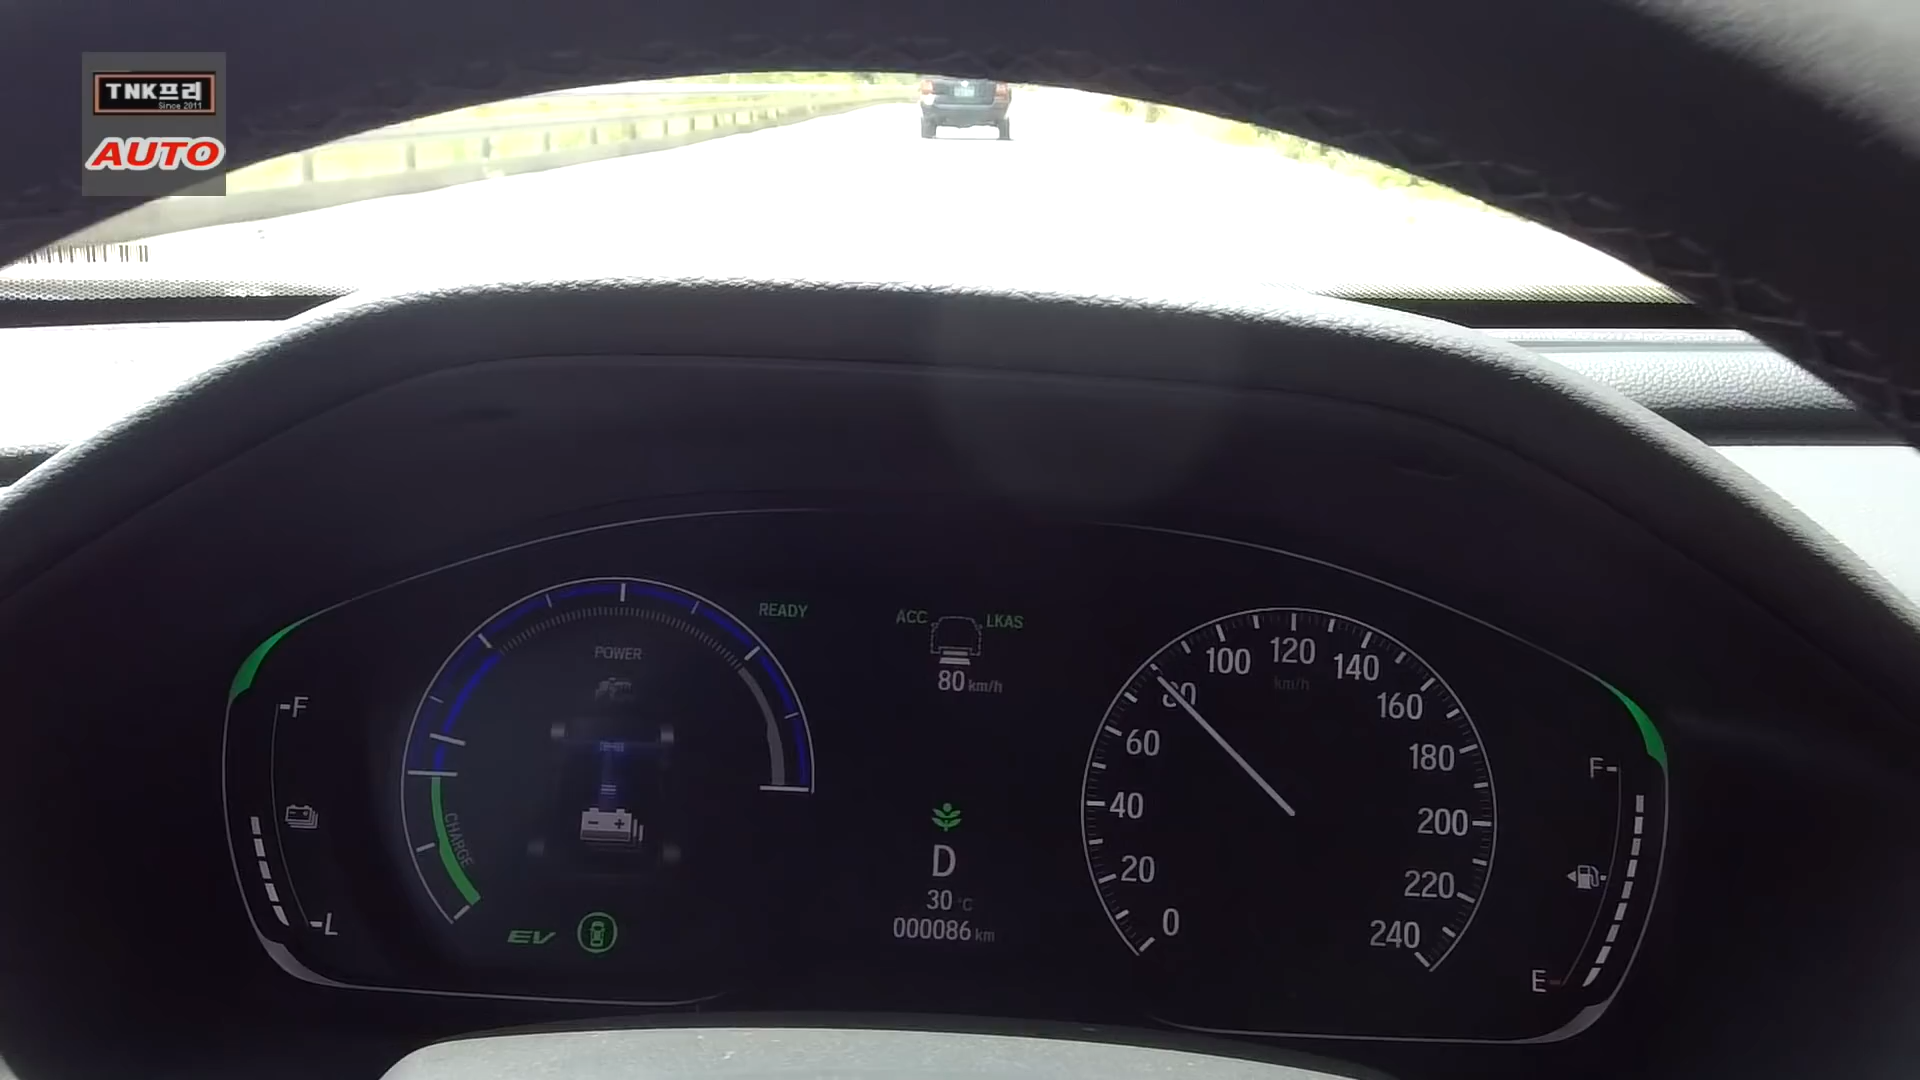 TNK프리
Since 2011
AUTO
READY
POWER
CHARGE
EV
F
L
ACC
LKAS
80 km/h
D
30 °C
000086 km
0
20
40
60
80
100
120
140
160
180
200
220
240
km/h
F
E